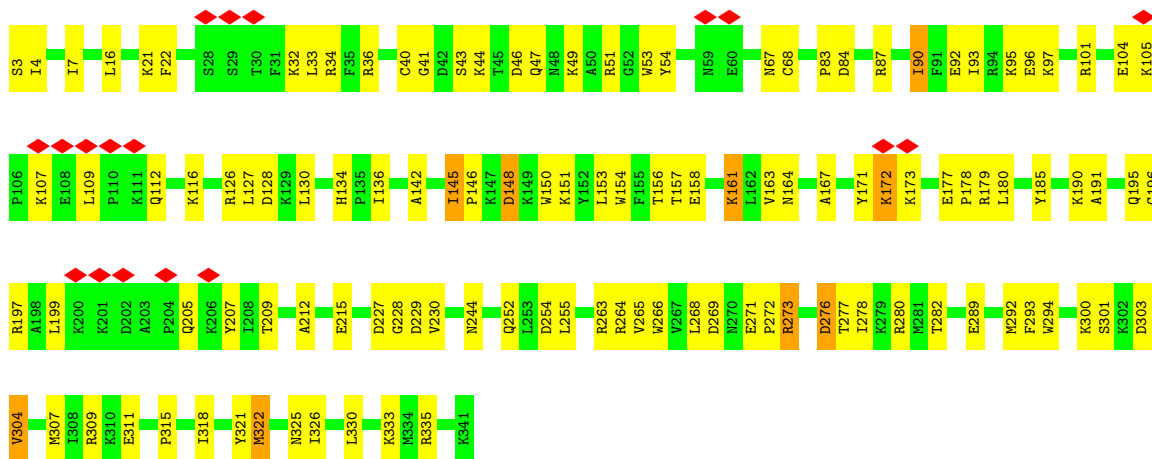 S3 I4 I7 L16 K21 F22 S28 S29 T30 F31 K32 L33 R34 F35 R36 C40 G41 D42 S43 K44 T45 D46 Q47 N48 K49 A50 R51 G52 W53 Y54 N59 E60 N67 C68 P83 D84 R87 I90 F91 E92 I93 R94 K95 E96 K97 R101 E104 K105
P106 K107 E108 L109 P110 K111 Q112 K116 R126 L127 D128 K129 L130 H134 P135 I136 A142 I145 P146 K147 D148 K149 W150 K151 Y152 L153 W154 F155 T156 T157 E158 K161 L162 V163 N164 A167 Y171 K172 K173 E177 P178 R179 L180 Y185 K190 A191 Q195 G196
R197 A198 L199 K200 K201 D202 A203 P204 Q205 K206 Y207 I208 T209 A212 E215 D227 G228 D229 V230 N244 Q252 L253 D254 L255 R263 R264 V265 W266 V267 L268 D269 N270 E271 P272 R273 D276 T277 I278 K279 R280 M281 T282 E289 M292 F293 W294 K300 S301 K302 D303
V304 M307 I308 R309 K310 E311 P315 I318 Y321 M322 N325 I326 L330 K333 M334 R335 K341